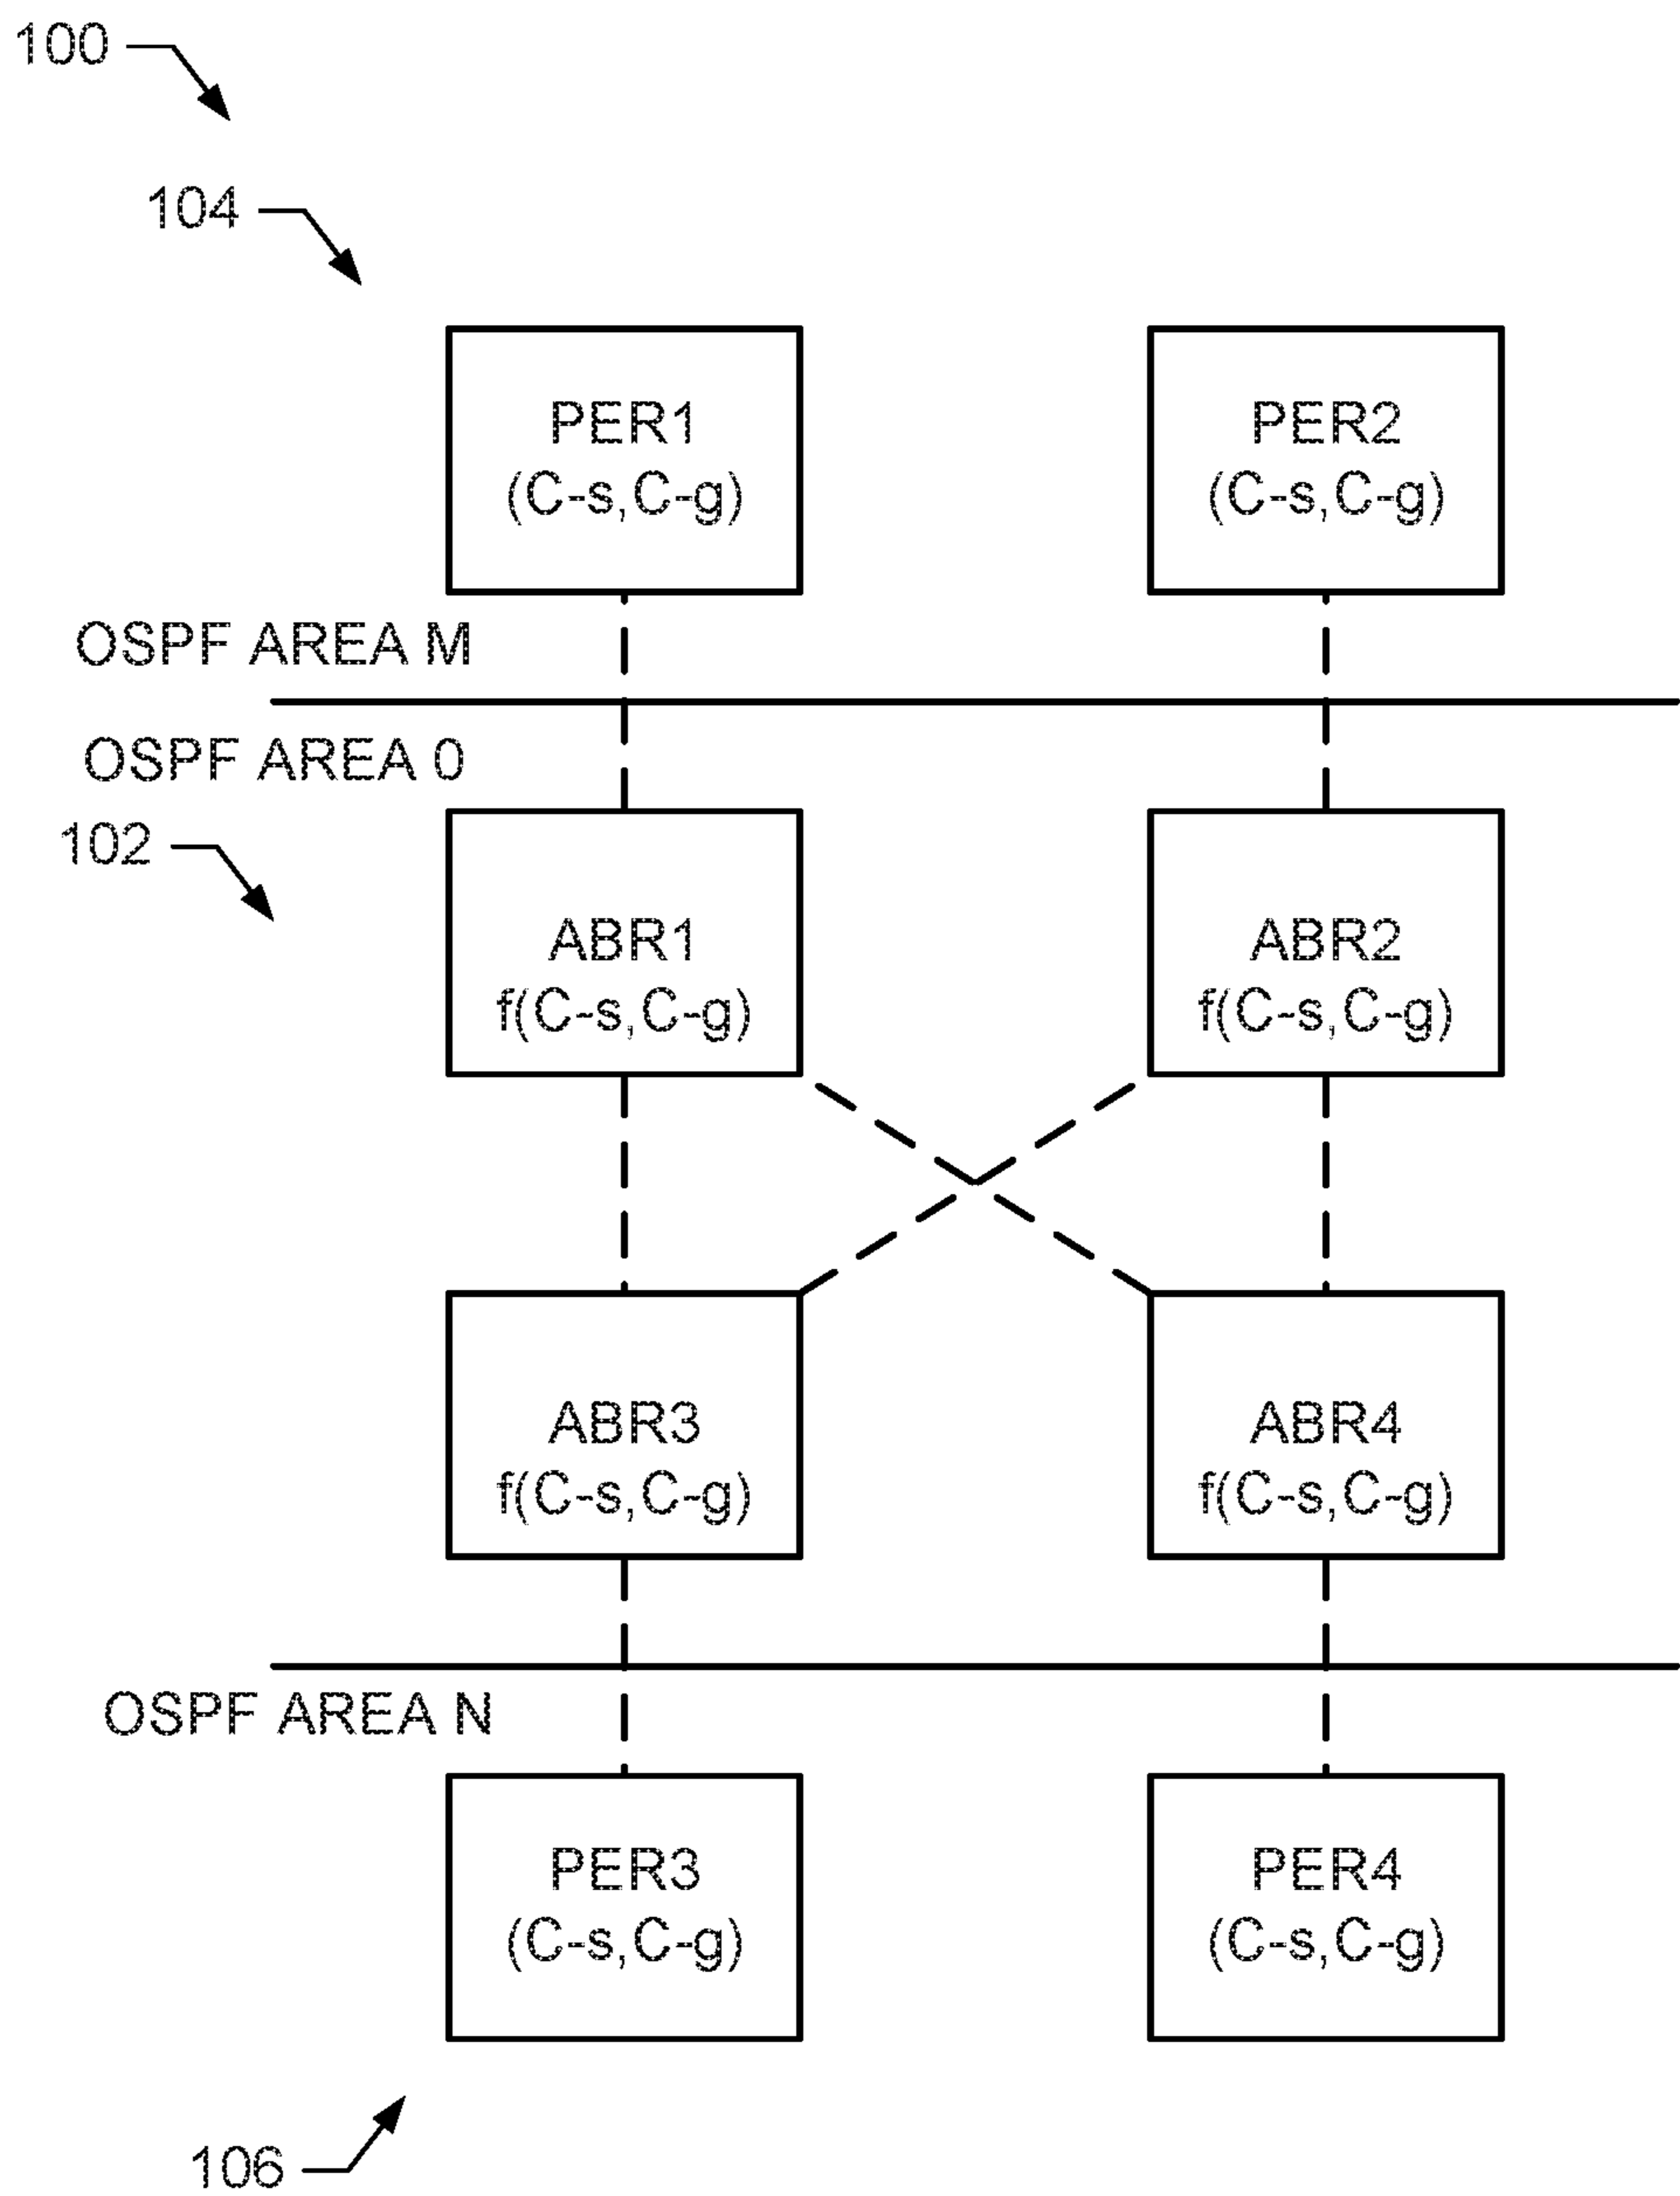 100
104
PER1
(C-s,C-g)
PER2
(C-s,C-g)
OSPF AREA M
OSPF AREA 0
102
ABR1
f(C-s,C-g)
ABR2
f(C-s,C-g)
ABR3
f(C-s,C-g)
ABR4
f(C-s,C-g)
OSPF AREA N
PER3
(C-s,C-g)
PER4
(C-s,C-g)
106